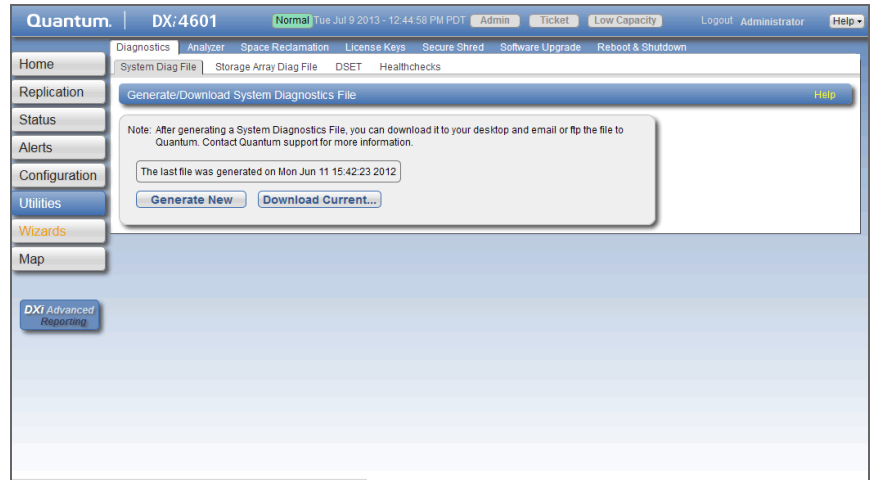 Quantum. DXi4601 Normal Tue Jul 9 2013 - 12:44:58 PM PDT Admin Ticket Low Capacity Logout Administrator Help
Diagnostics Analyzer Space Reclamation License Keys Secure Shred Software Upgrade Reboot & Shutdown
System Diag File Storage Array Diag File DSET Healthchecks
Home
Replication
Status
Alerts
Configuration
Utilities
Wizards
Map
DXi Advanced
Reporting
Generate/Download System Diagnostics File Help
Note: After generating a System Diagnostics File, you can download it to your desktop and email or ftp the file to
Quantum. Contact Quantum support for more information.
The last file was generated on Mon Jun 11 15:42:23 2012
Generate New Download Current...